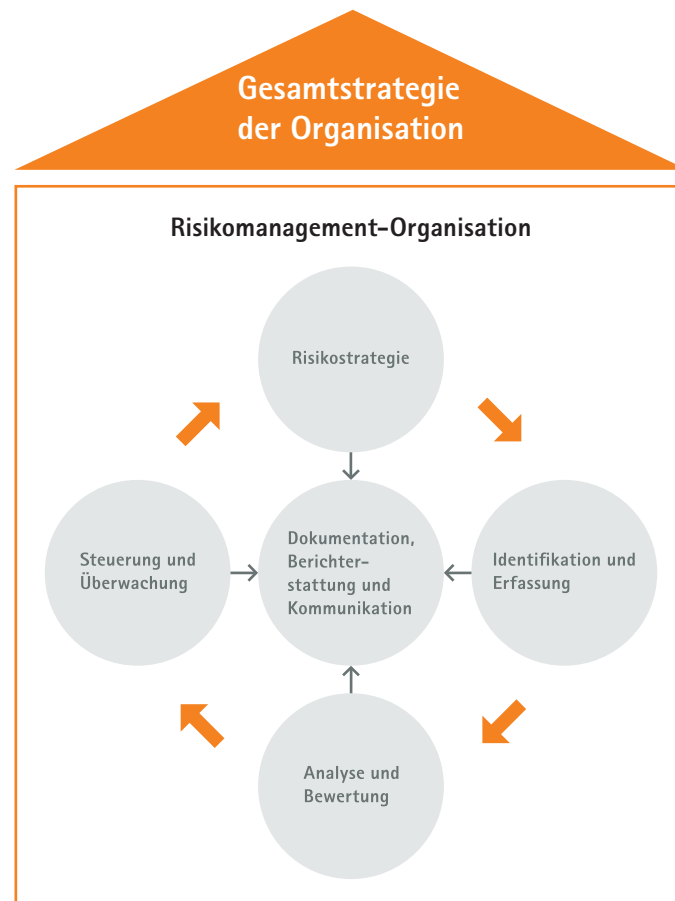 Gesamtstrategie
der Organisation
Risikomanagement-Organisation
Risikostrategie
Steuerung und
Überwachung
Dokumentation,
Berichter-
stattung und
Kommunikation
Identifikation und
Erfassung
Analyse und
Bewertung